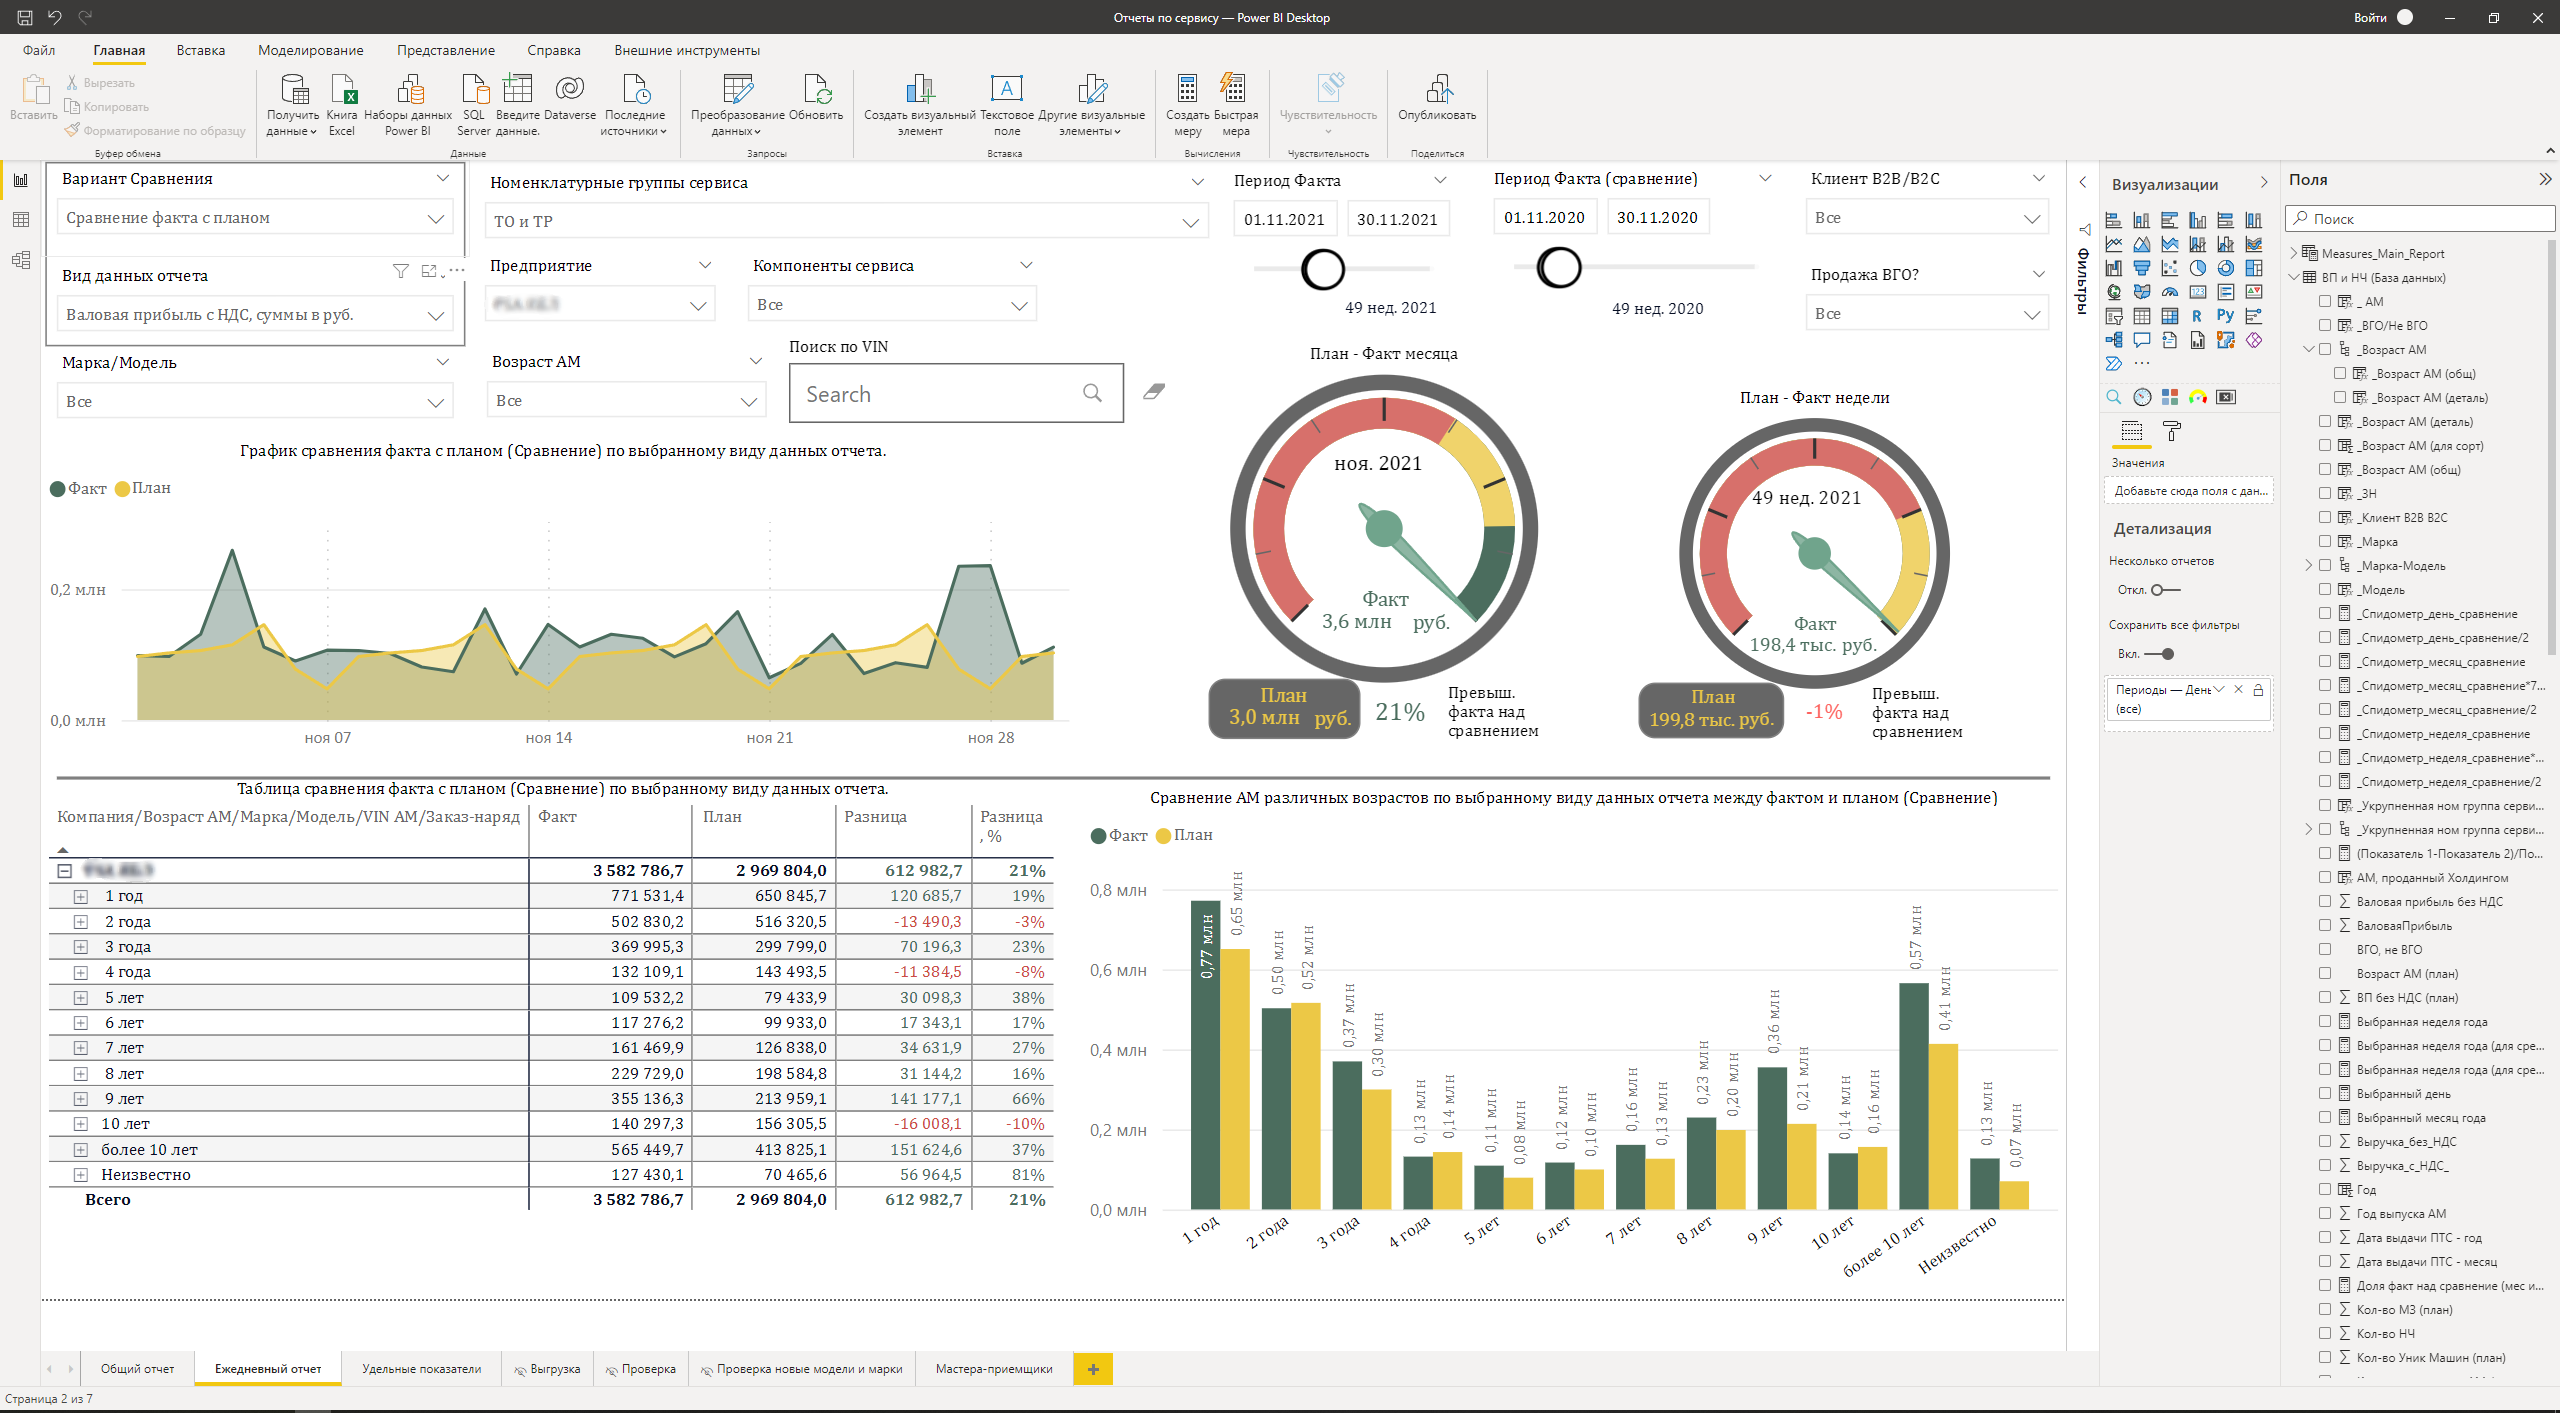 Отчеты по сервису — Power BI Desktop
Войти
Файл
Главная
Вставка
Моделирование
Представление
Справка
Внешние инструменты
Вставить
Вырезать
Копировать
Форматирование по образцу
Буфер обмена
Получить
данные
Книга
Excel
Наборы данных
Power BI
SQL
Server
Введите
данные.
Dataverse
Последние
источники
Данные
Преобразование
данных
Обновить
Запросы
Создать визуальный
элемент
Текстовое
поле
Другие визуальные
элементы
Вставка
Создать
меру
Быстрая
мера
Вычисления
Чувствительность
Чувствительность
Опубликовать
Поделиться
Вариант Сравнения
Сравнение факта с планом
Вид данных отчета
Валовая прибыль с НДС, суммы в руб.
Марка/Модель
Все
Номенклатурные группы сервиса
ТО и ТР
Предприятие
Компоненты сервиса
Все
Возраст АМ
Все
Поиск по VIN
Search
Период Факта
01.11.2021
30.11.2021
49 нед. 2021
Период Факта (сравнение)
01.11.2020
30.11.2020
49 нед. 2020
Клиент B2B/B2C
Все
Продажа ВГО?
Все
График сравнения факта с планом (Сравнение) по выбранному виду данных отчета.
Факт План
0,2 млн
0,0 млн
ноя 07
ноя 14
ноя 21
ноя 28
План - Факт месяца
ноя. 2021
Факт
3,6 млн руб.
План
3,0 млн руб.
21%
Превыш.
факта над
сравнением
План - Факт недели
49 нед. 2021
Факт
198,4 тыс. руб.
План
199,8 тыс. руб.
-1%
Превыш.
факта над
сравнением
Таблица сравнения факта с планом (Сравнение) по выбранному виду данных отчета.
Компания/Возраст АМ/Марка/Модель/VIN АМ/Заказ-наряд Факт План Разница Разница
, %
3 582 786,7 2 969 804,0 612 982,7 21%
1 год 771 531,4 650 845,7 120 685,7 19%
2 года 502 830,2 516 320,5 -13 490,3 -3%
3 года 369 995,3 299 799,0 70 196,3 23%
4 года 132 109,1 143 493,5 -11 384,5 -8%
5 лет 109 532,2 79 433,9 30 098,3 38%
6 лет 117 276,2 99 933,0 17 343,1 17%
7 лет 161 469,9 126 838,0 34 631,9 27%
8 лет 229 729,0 198 584,8 31 144,2 16%
9 лет 355 136,3 213 959,1 141 177,1 66%
10 лет 140 297,3 156 305,5 -16 008,1 -10%
более 10 лет 565 449,7 413 825,1 151 624,6 37%
Неизвестно 127 430,1 70 465,6 56 964,5 81%
Всего 3 582 786,7 2 969 804,0 612 982,7 21%
Сравнение АМ различных возрастов по выбранному виду данных отчета между фактом и планом (Сравнение)
Факт План
0,8 млн
0,6 млн
0,4 млн
0,2 млн
0,0 млн
0,77 млн
0,65 млн
0,50 млн
0,52 млн
0,37 млн
0,30 млн
0,13 млн
0,14 млн
0,11 млн
0,08 млн
0,12 млн
0,10 млн
0,16 млн
0,13 млн
0,23 млн
0,20 млн
0,36 млн
0,21 млн
0,14 млн
0,16 млн
0,57 млн
0,41 млн
0,13 млн
0,07 млн
1 год
2 года
3 года
4 года
5 лет
6 лет
7 лет
8 лет
9 лет
10 лет
более 10 лет
Неизвестно
Фильтры
Визуализации
R
Py
123
Значения
Добавьте сюда поля с дан...
Детализация
Несколько отчетов
Откл.
Сохранить все фильтры
Вкл.
Периоды — День
(все)
Поля
Поиск
Measures_Main_Report
ВП и НЧ (База данных)
_ АМ
_ВГО/Не ВГО
_Возраст АМ
_Возраст АМ (общ)
_Возраст АМ (деталь)
_Возраст АМ (деталь)
_Возраст АМ (для сорт)
_Возраст АМ (общ)
_ЗН
_Клиент B2B B2C
_Марка
_Марка-Модель
_Модель
_Спидометр_день_сравнение
_Спидометр_день_сравнение/2
_Спидометр_месяц_сравнение
_Спидометр_месяц_сравнение*7...
_Спидометр_месяц_сравнение/2
_Спидометр_неделя_сравнение
_Спидометр_неделя_сравнение*...
_Спидометр_неделя_сравнение/2
_Укрупненная ном группа серви...
_Укрупненная ном группа серви...
(Показатель 1-Показатель 2)/По...
АМ, проданный Холдингом
Валовая прибыль без НДС
ВаловаяПрибыль
ВГО, не ВГО
Возраст АМ (план)
ВП без НДС (план)
Выбранная неделя года
Выбранная неделя года (для сре...
Выбранная неделя года (для сре...
Выбранный день
Выбранный месяц года
Выручка_без_НДС
Выручка_с_НДС_
Год
Год выпуска АМ
Дата выдачи ПТС - год
Дата выдачи ПТС - месяц
Доля факт над сравнение (мес и...
Кол-во МЗ (план)
Кол-во НЧ
Кол-во Уник Машин (план)
Общий отчет
Ежедневный отчет
Удельные показатели
Выгрузка
Проверка
Проверка новые модели и марки
Мастера-приемщики
Страница 2 из 7